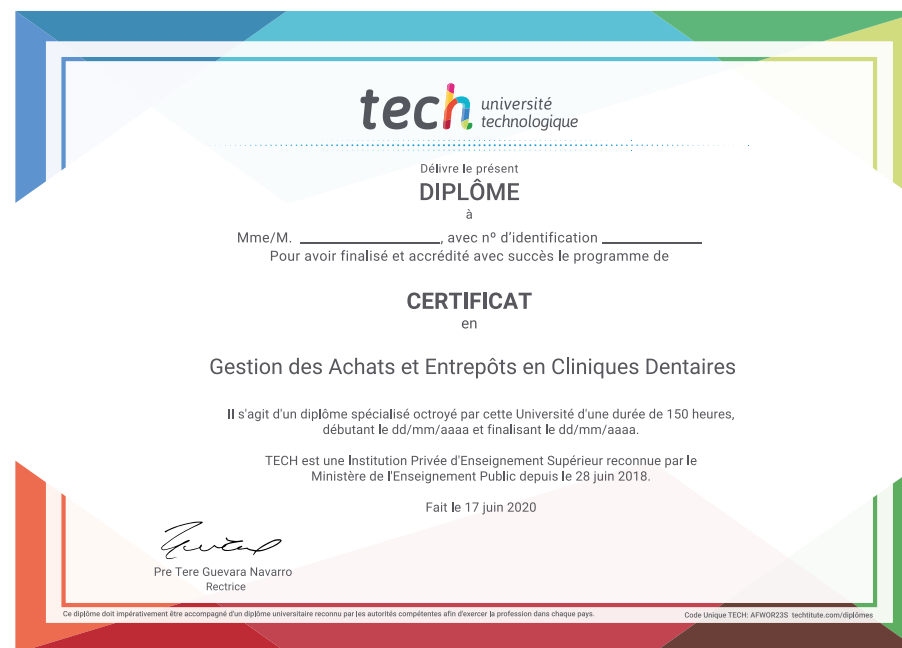 tech université
technologique
Délivre le présent
DIPLÔME
à
Mme/M. ____________________, avec nº d'identification ______________
Pour avoir finalisé et accrédité avec succès le programme de
CERTIFICAT
en
Gestion des Achats et Entrepôts en Cliniques Dentaires
Il s'agit d'un diplôme spécialisé octroyé par cette Université d'une durée de 150 heures,
débutant le dd/mm/aaaa et finalisant le dd/mm/aaaa.
TECH est une Institution Privée d'Enseignement Supérieur reconnue par le
Ministère de l'Enseignement Public depuis le 28 juin 2018.
Fait le 17 juin 2020
Pre Tere Guevara Navarro
Rectrice
Ce diplôme doit impérativement être accompagné d'un diplôme universitaire reconnu par les autorités compétentes afin d'exercer la profession dans chaque pays.
Code Unique TECH: AFWOR23S techtitute.com/diplômes